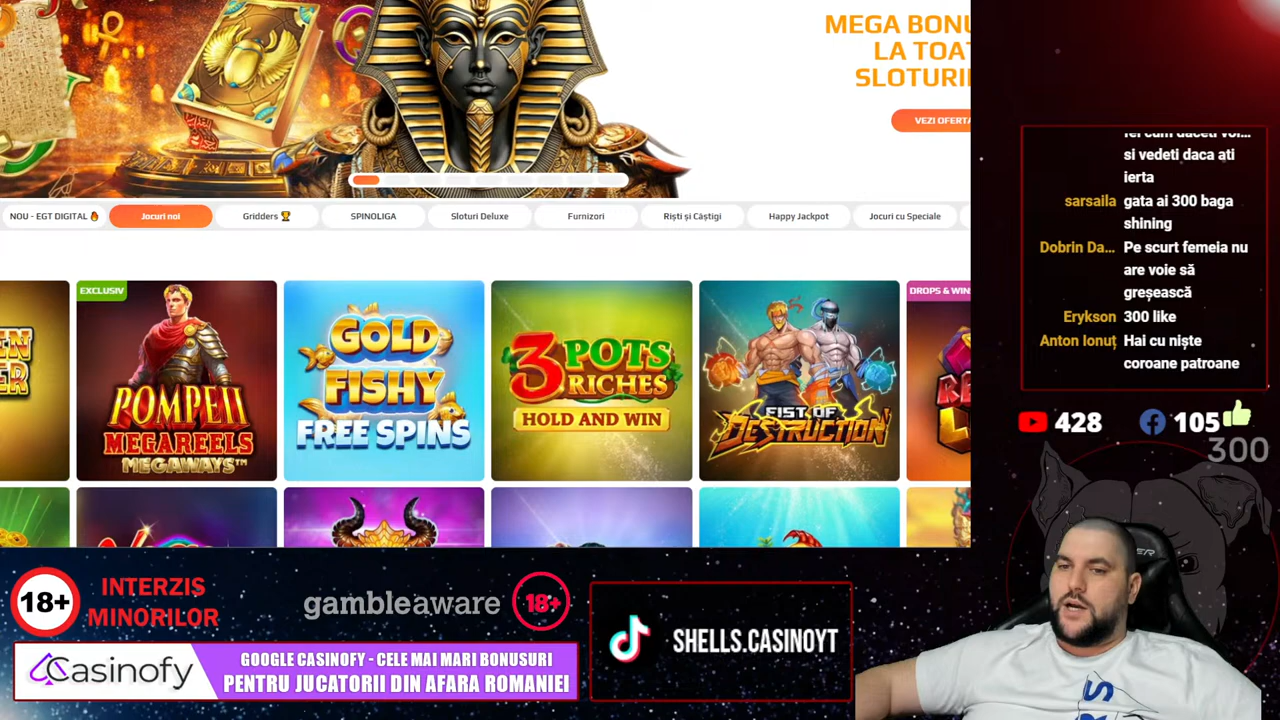 MEGA BONU
LA TOAT
SLOTURI
VEZI OFERTA
NOU - EGT DIGITAL
Jocuri noi
Gridders
SPINOLIGA
Sloturi Deluxe
Furnizori
Riști și Câștigi
Happy Jackpot
Jocuri cu Speciale
EXCLUSIV
POMPEII
MEGAREELS
MEGAWAYS™
GOLD
FISHY
FREE SPINS
3 POTS
RICHES
HOLD AND WIN
FIST OF
DESTRUCTION
DROPS & WIN
si vedeti daca ați
ierta
sarsaila gata ai 300 baga
shining
Dobrin Da... Pe scurt femeia nu
are voie să
greșească
Erykson 300 like
Anton Ionuț Hai cu niște
coroane patroane
428 105
300
18+ INTERZIS
MINORILOR
gambleaware 18+
Casinofy
GOOGLE CASINOFY - CELE MAI MARI BONUSURI
PENTRU JUCATORII DIN AFARA ROMANIEI
SHELLS.CASINOYT